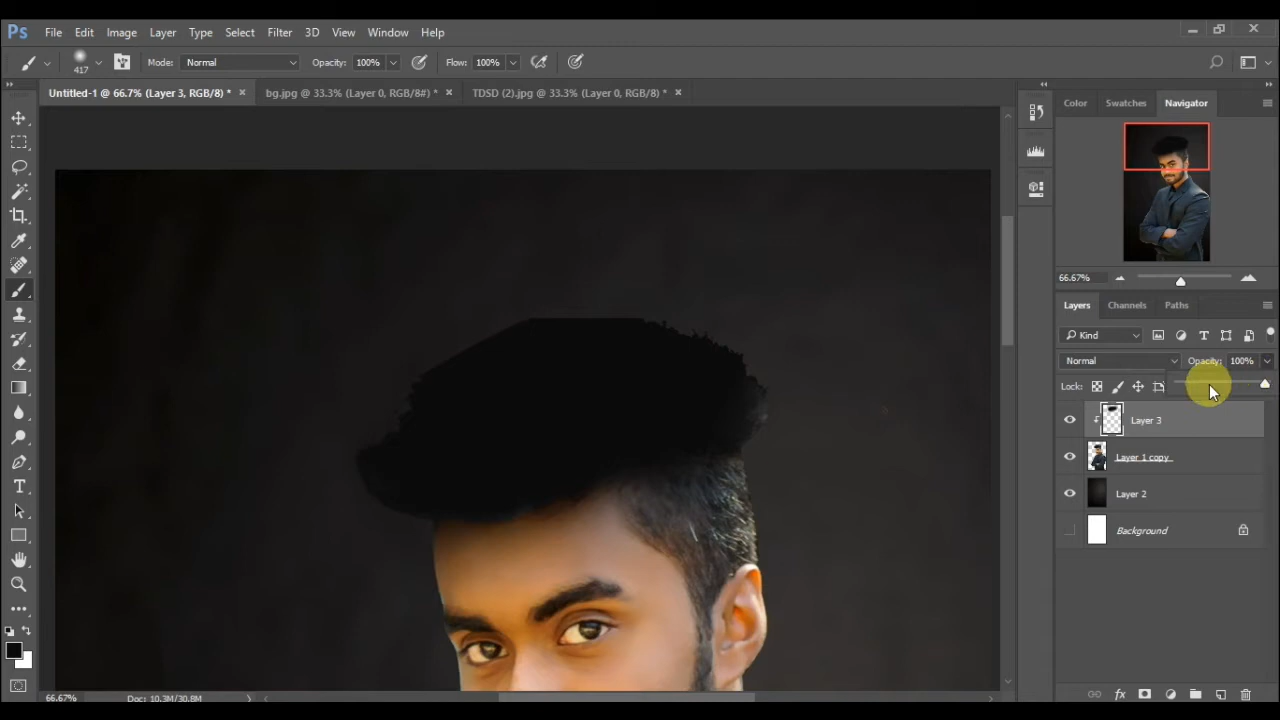 Ps File Edit Image Layer Type Select Filter 3D View Window Help
417 Mode: Normal Opacity: 100% Flow: 100%
Untitled-1 @ 66.7% (Layer 3, RGB/8) * × bg.jpg @ 33.3% (Layer 0, RGB/8#) * × TDSD (2).jpg @ 33.3% (Layer 0, RGB/8) * ×
Color Swatches Navigator
66.67%
Layers Channels Paths
Kind
Normal Opacity: 100%
Lock:
Layer 3
Layer 1 copy
Layer 2
Background
66.67% Doc: 10.3M/30.8M